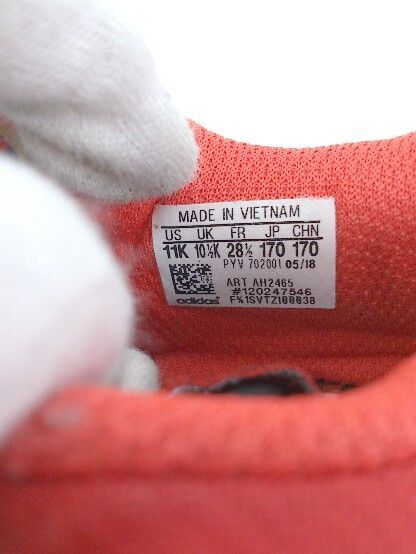 MADE IN VIETNAM
US UK FR JP CHN
11K 10½K 28½ 170 170
PYV 702001 05/18
ART AH2465
#120247546
adidas F%1SVTZ100038